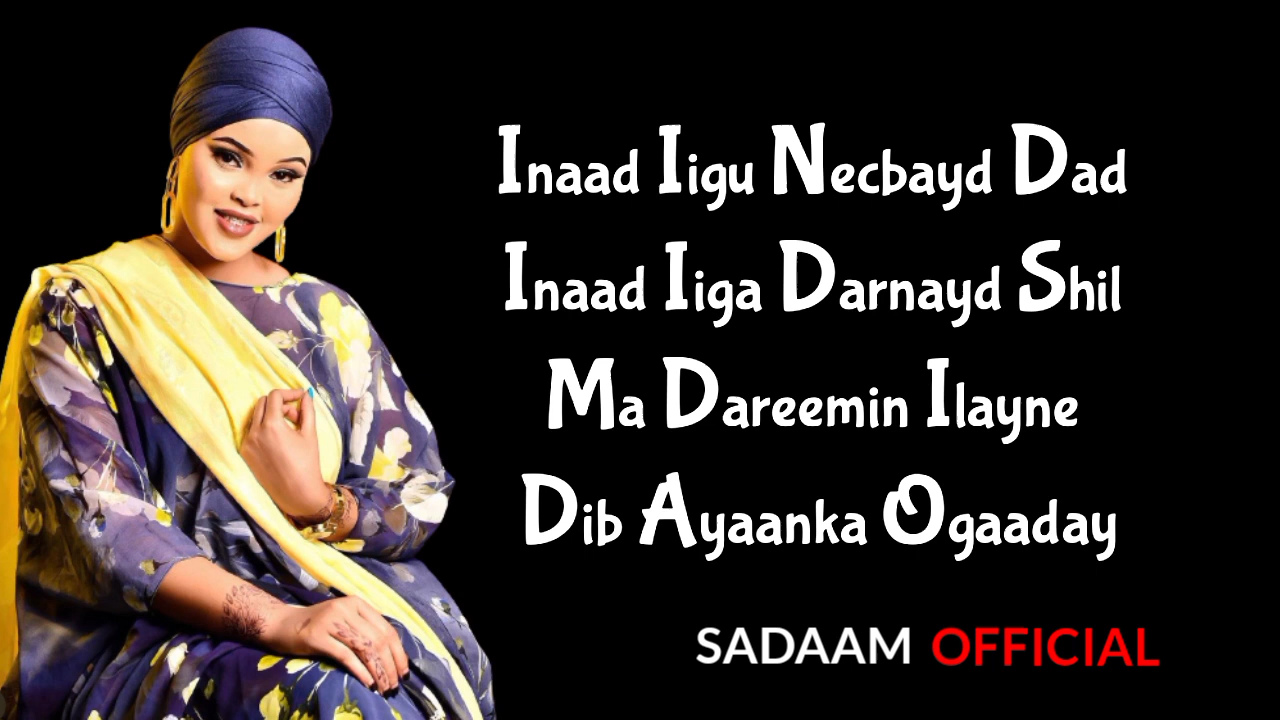 Inaad Iigu Necbayd Dad
Inaad Iiga Darnayd Shil
Ma Dareemin Ilayne
Dib Ayaanka Ogaaday
SADAAM OFFICIAL